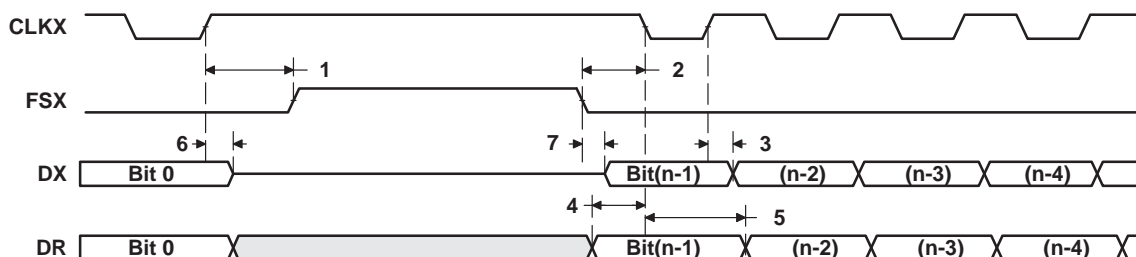 CLKX
1 2
FSX
6 7 3
DX Bit 0 Bit(n-1) (n-2) (n-3) (n-4)
4 5
DR Bit 0 Bit(n-1) (n-2) (n-3) (n-4)